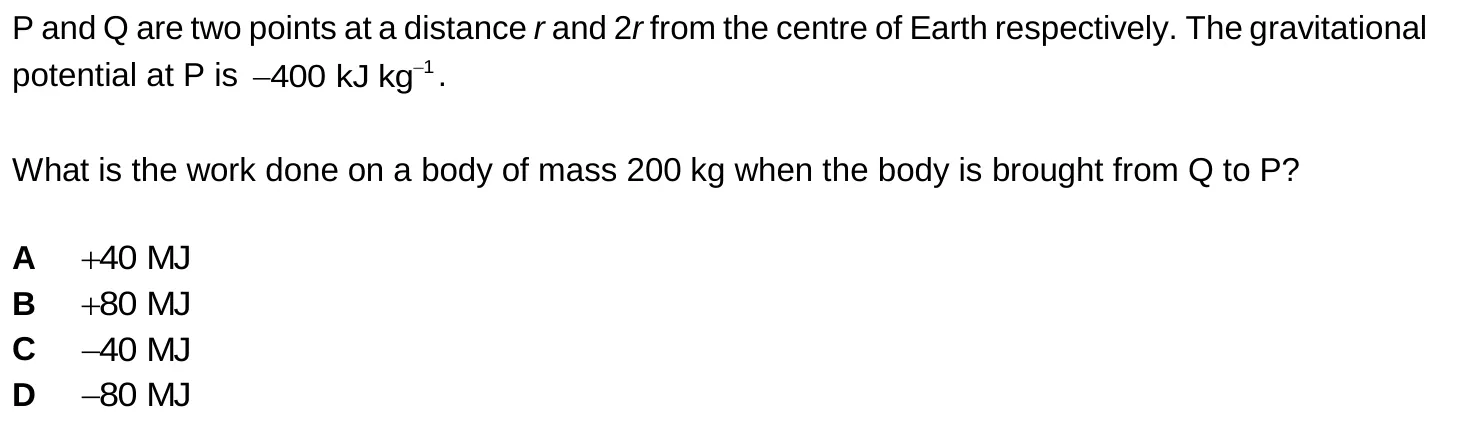 P and Q are two points at a distance r and 2r from the centre of Earth respectively. The gravitational
potential at P is −400 kJ kg⁻¹.
What is the work done on a body of mass 200 kg when the body is brought from Q to P?
A +40 MJ
B +80 MJ
C −40 MJ
D −80 MJ